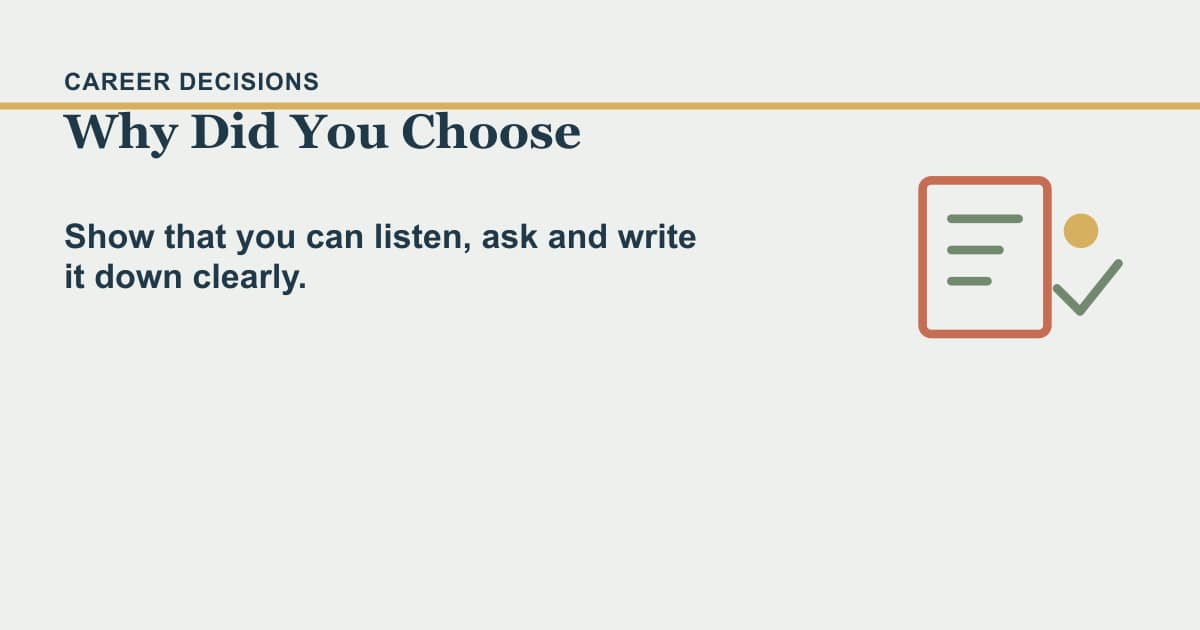 CAREER DECISIONS
Why Did You Choose
Show that you can listen, ask and write
it down clearly.